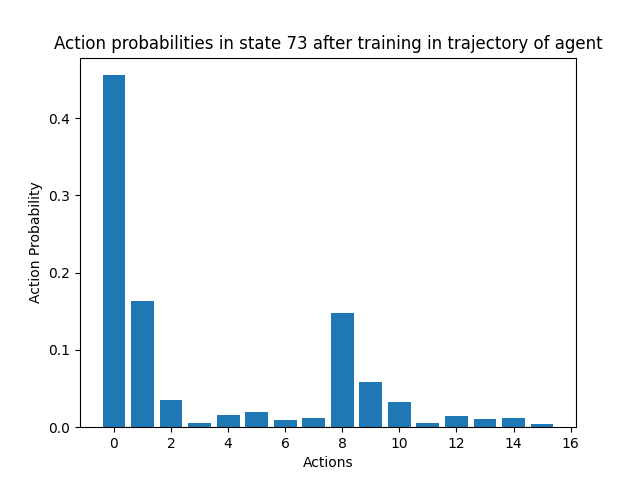 Action probabilities in state 73 after training in trajectory of agent
Action Probability
0.4
0.3
0.2
0.1
0.0
0 2 4 6 8 10 12 14 16
Actions